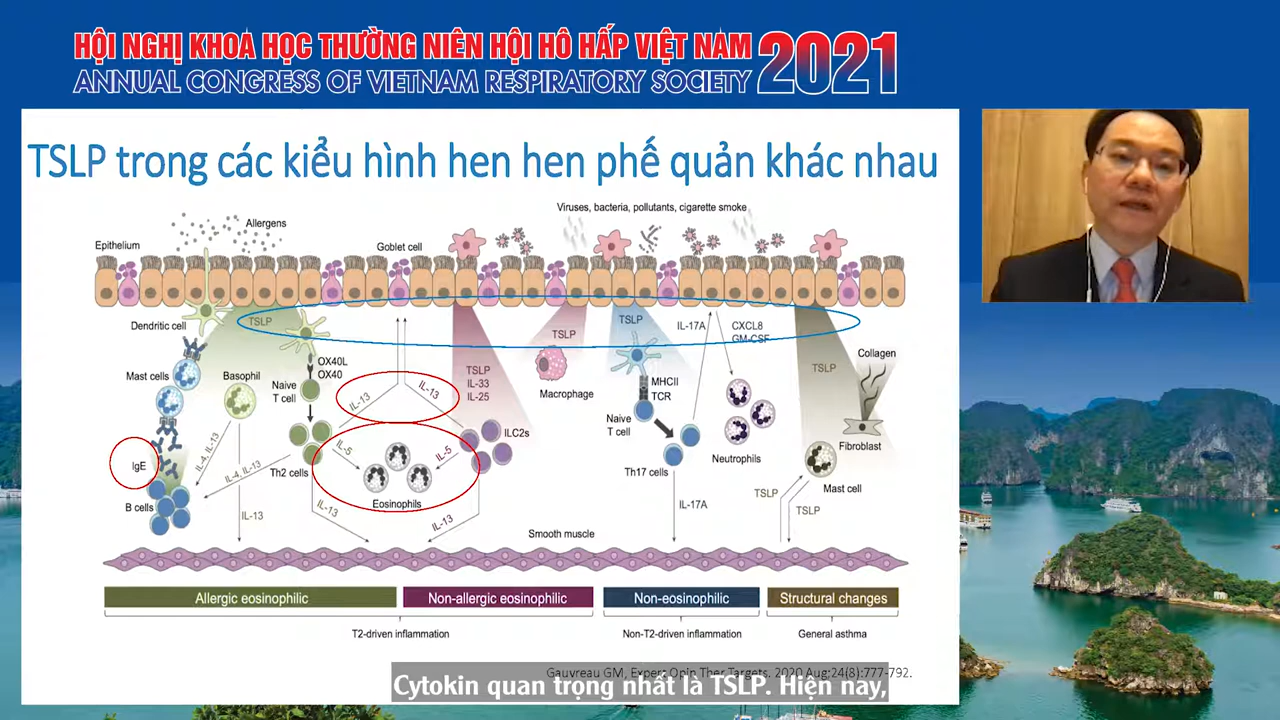 HỘI NGHỊ KHOA HỌC THƯỜNG NIÊN HỘI HÔ HẤP VIỆT NAM
ANNUAL CONGRESS OF VIETNAM RESPIRATORY SOCIETY
2021
TSLP trong các kiểu hình hen hen phế quản khác nhau
Allergens
Viruses, bacteria, pollutants, cigarette smoke
Epithelium
Goblet cell
Dendritic cell
TSLP
TSLP
TSLP
IL-17A
CXCL8
GM-CSF
Mast cells
Basophil
OX40L
OX40
Naive
T cell
IL-13
IL-13
TSLP
IL-33
IL-25
Macrophage
MHCII
TCR
Naive
T cell
TSLP
Collagen
Fibroblast
IgE
IL-4, IL-13
IL-4, IL-13
Th2 cells
IL-5
IL-5
Eosinophils
ILC2s
Th17 cells
Neutrophils
Mast cell
B cells
IL-13
IL-13
IL-13
IL-17A
TSLP
TSLP
Smooth muscle
Allergic eosinophilic
Non-allergic eosinophilic
Non-eosinophilic
Structural changes
T2-driven inflammation
Non-T2-driven inflammation
General asthma
Gauvreau GM, Expert Opin Ther Targets. 2020 Aug;24(8):777-792.
Cytokin quan trọng nhất là TSLP. Hiện nay,